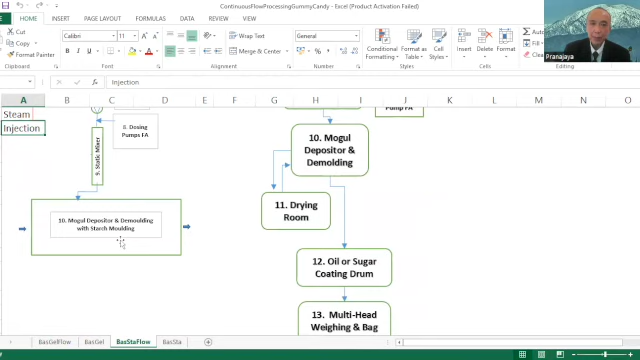 ContinuousFlowProcessingGummyCandy - Excel (Product Activation Failed)
HOME INSERT PAGE LAYOUT FORMULAS DATA REVIEW VIEW
Cut
Copy
Format Painter
Clipboard
Calibri 11
B I U
Font
Wrap Text
Merge & Center
Alignment
General
Number
Conditional Formatting
Format as Table
Cell Styles
Styles
Insert
Delete
Format
Cells
AutoSum
Fill
Clear
Pranajaya
Injection
A B C D E F G H I J K L M N O
Steam
Injection
8. Dosing
Pumps FA
9. Static Mixer
10. Mogul Depositor & Demoulding
with Starch Moulding
Pump FA
10. Mogul
Depositor &
Demolding
11. Drying
Room
12. Oil or Sugar
Coating Drum
13. Multi-Head
Weighing & Bag
BasGelFlow BasGel BasStaFlow BasSta
READY